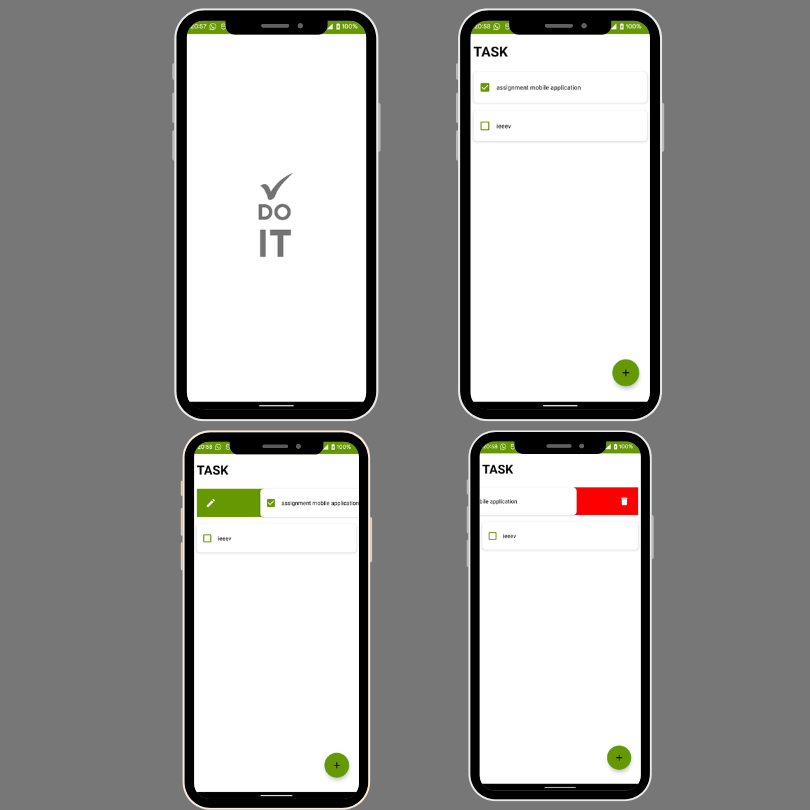 20:57 100%
DO
IT
20:58 100%
TASK
assignment mobile application
ieeev
20:58 100%
TASK
assignment mobile application
ieeev
20:58 100%
TASK
bile application
ieeev